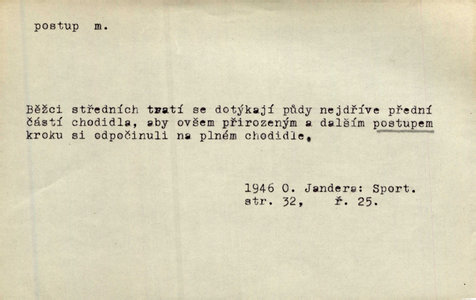 postup m.
Běžci středních tratí se dotýkají půdy nejdříve přední
částí chodidla, aby ovšem přirozeným a dalším postupem
kroku si odpočinuli na plném chodidle.
1946 O. Jandera: Sport.
str. 32, ř. 25.